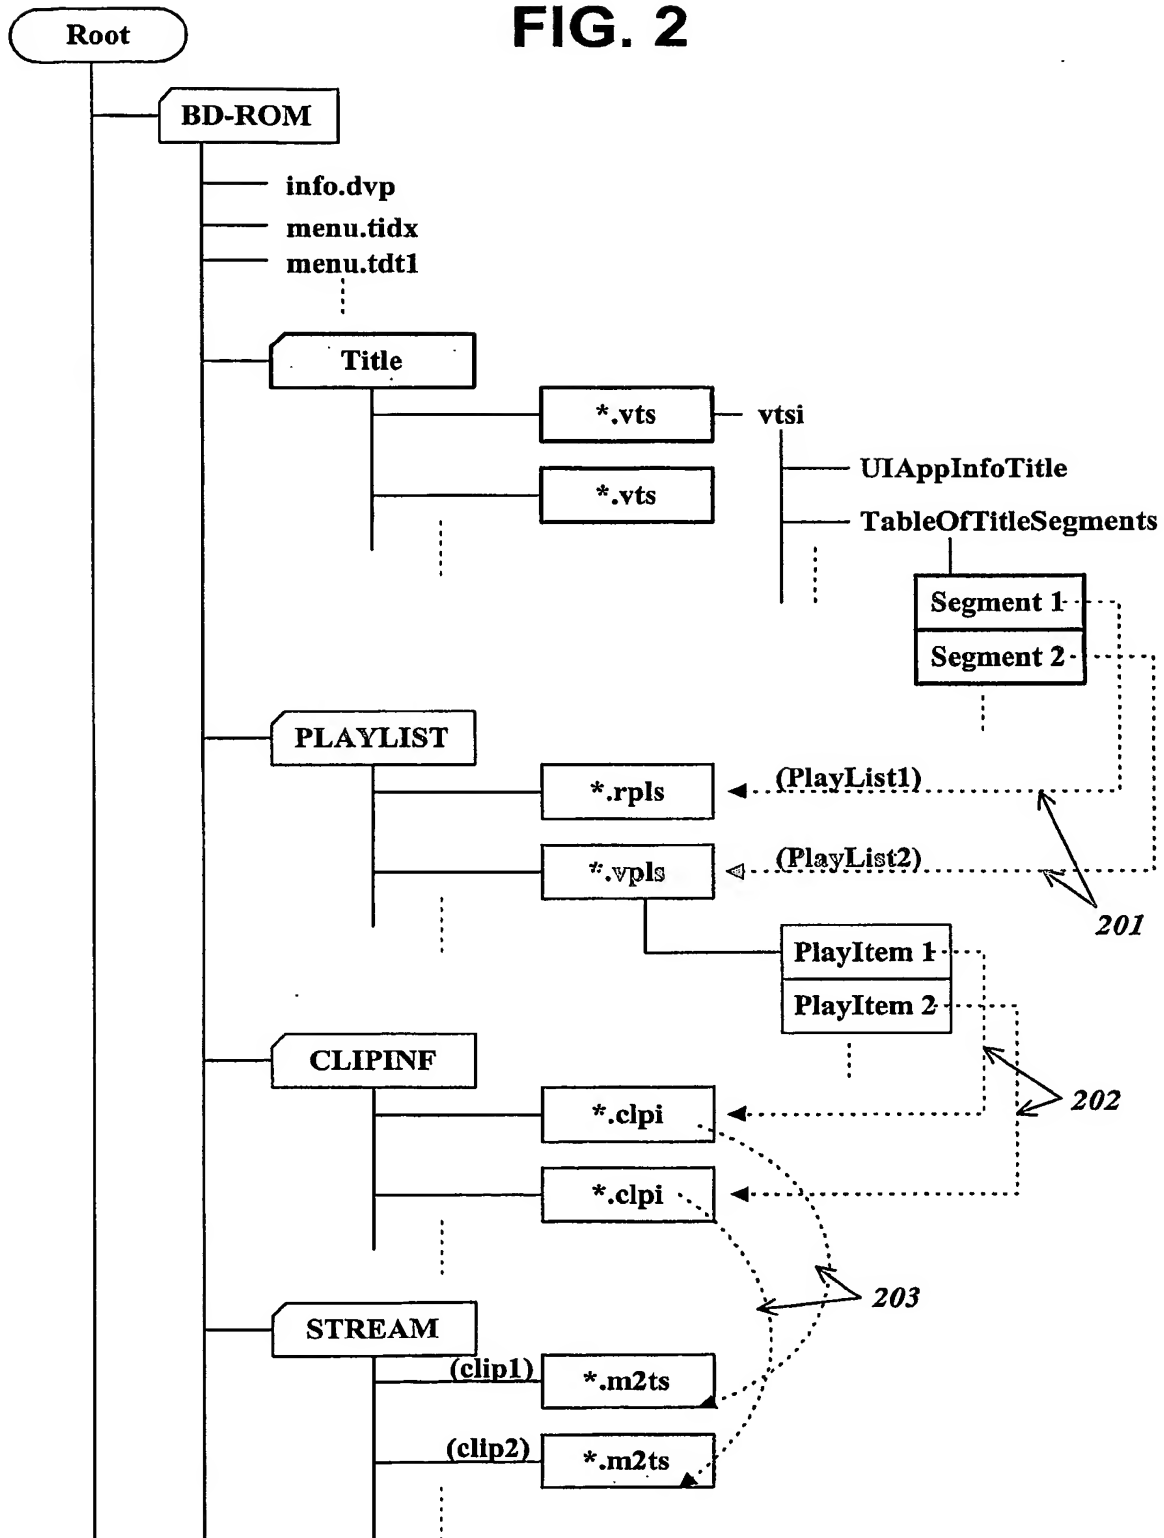 FIG. 2
Root
BD-ROM
info.dvp
menu.tidx
menu.tdt1
Title
*.vts
vtsi
UIAppInfoTitle
*.vts
TableOfTitleSegments
Segment 1
Segment 2
PLAYLIST
*.rpls
(PlayList1)
*.vpls
(PlayList2)
201
PlayItem 1
PlayItem 2
CLIPINF
*.clpi
202
*.clpi
203
STREAM
(clip1)
*.m2ts
(clip2)
*.m2ts